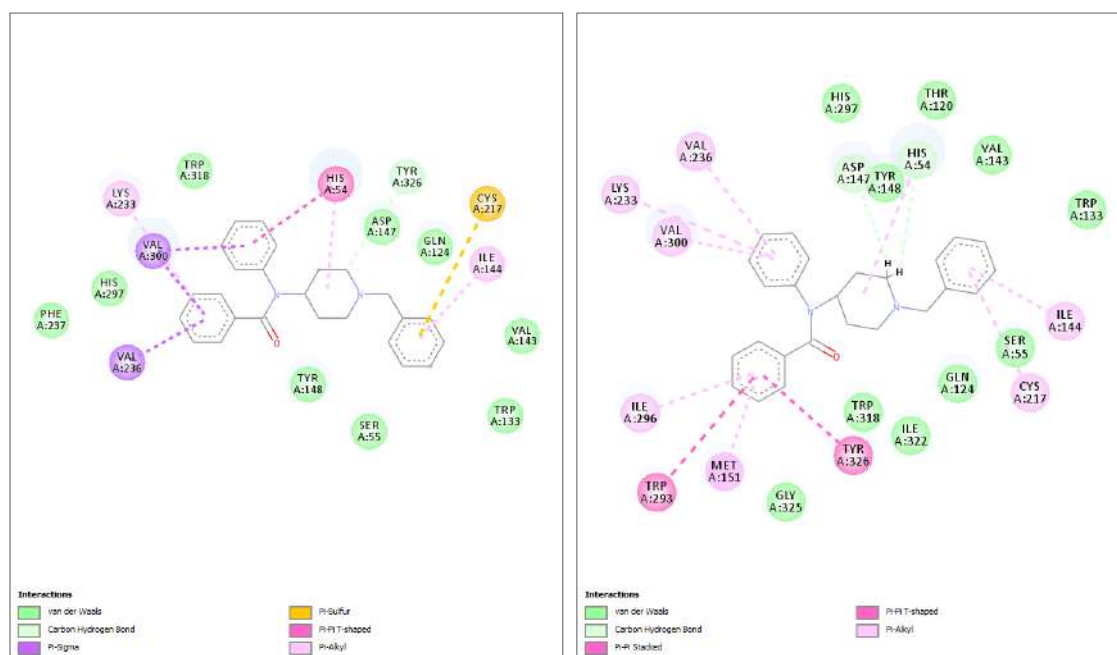 TRP
A:318
LYS
A:233
HIS
A:54
TYR
A:326
CYS
A:217
VAL
A:300
ASP
A:147
GLN
A:124
ILE
A:144
HIS
A:297
PHE
A:237
VAL
A:236
TYR
A:148
VAL
A:143
SER
A:55
TRP
A:133
N
N
O
Interactions
van der Waals
Carbon Hydrogen Bond
Pi-Sigma
Pi-Sulfur
Pi-Pi T-shaped
Pi-Alkyl
HIS
A:297
THR
A:120
VAL
A:236
ASP
A:147
TYR
A:148
HIS
A:54
VAL
A:143
LYS
A:233
VAL
A:300
TRP
A:133
H
H
N
N
O
ILE
A:144
SER
A:55
CYS
A:217
GLN
A:124
ILE
A:296
TRP
A:318
ILE
A:322
TYR
A:326
MET
A:151
TRP
A:293
GLY
A:325
Interactions
van der Waals
Carbon Hydrogen Bond
Pi-Pi Stacked
Pi-Pi T-shaped
Pi-Alkyl